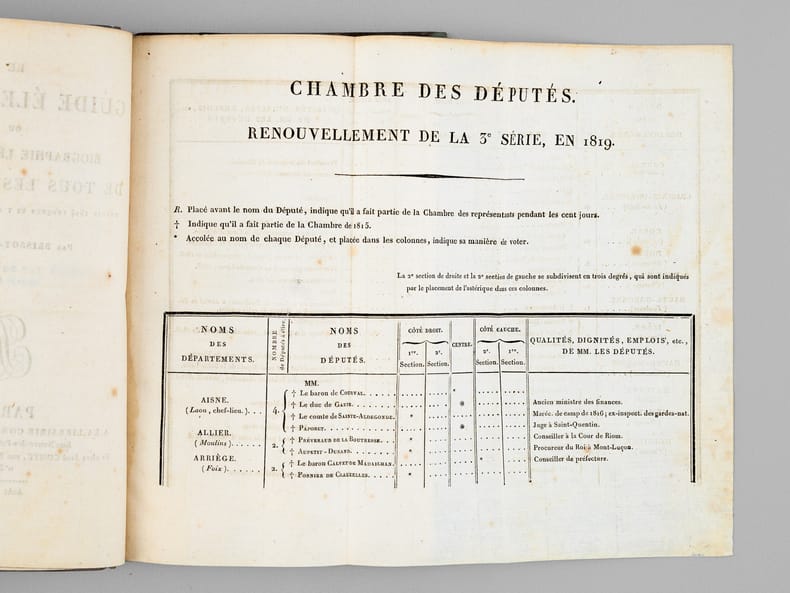 CHAMBRE DES DÉPUTÉS.
RENOUVELLEMENT DE LA 3e SÉRIE, EN 1819.
R. Placé avant le nom du Député, indique qu'il a fait partie de la Chambre des représentants pendant les cent jours.
† Indique qu'il a fait partie de la Chambre de 1815.
* Accolée au nom de chaque Député, et placée dans les colonnes, indique sa manière de voter.
La 2e section de droite et la 2e section de gauche se subdivisent en trois degrés, qui sont indiqués
par le placement de l'astérique dans ces colonnes.
NOMS DES DÉPARTEMENTS.
NOMBRE de Députés à élire.
NOMS DES DÉPUTÉS.
CÔTÉ DROIT.
1re. Section.
2e. Section.
CENTRE.
CÔTÉ GAUCHE.
2e. Section.
1re. Section.
QUALITÉS, DIGNITÉS, EMPLOIS, etc.,
DE MM. LES DÉPUTÉS.
MM.
AISNE.
(Laon, chef-lieu.)... 4.
† Le baron de Courval.
† Le duc de Gaete. * Ancien ministre des finances.
† Le comte de Sainte-Aldegonde. * Maréc. de camp de 1816; ex-inspect. des gardes-nat.
† Paporet. * Juge à Saint-Quentin.
ALLIER.
(Moulins)...... 2.
† Préveraud de la Boutresse. * Conseiller à la Cour de Riom.
† Aupetit-Durand. * Procureur du Roi à Mont-Luçon.
ARRIÈGE.
(Foix)...... 2.
† Le baron Calvet de Madailhan. * Conseiller de préfecture.
† Fornier de Clauzelles. *